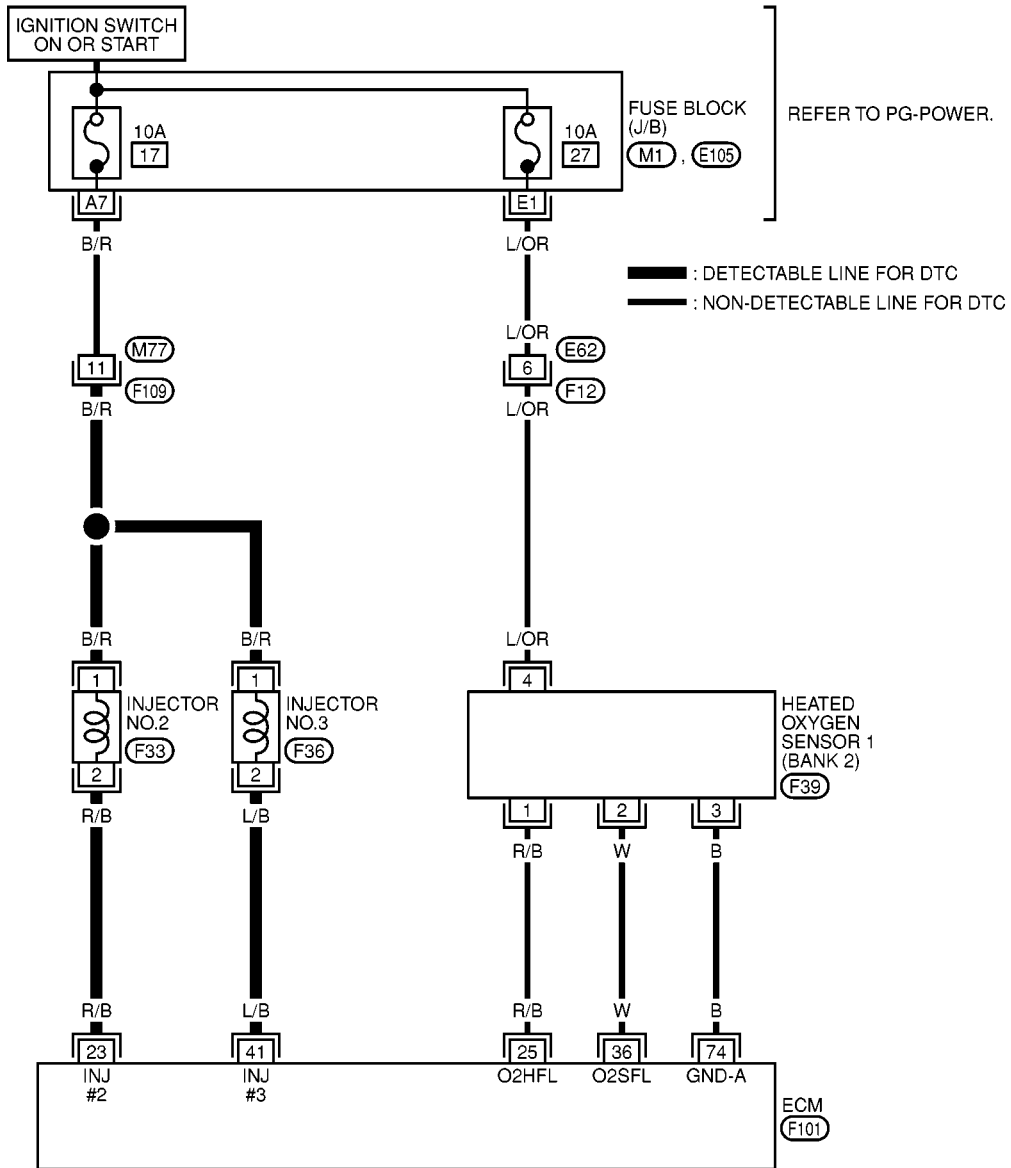 IGNITION SWITCH
ON OR START
10A
17
10A
27
FUSE BLOCK
(J/B)
M1 , E105
REFER TO PG-POWER.
A7
E1
B/R
L/OR
: DETECTABLE LINE FOR DTC
: NON-DETECTABLE LINE FOR DTC
L/OR
M77
E62
11
6
F109
F12
B/R
L/OR
B/R
B/R
L/OR
1
1
4
INJECTOR
NO.2
F33
INJECTOR
NO.3
F36
HEATED
OXYGEN
SENSOR 1
(BANK 2)
F39
2
2
1
2
3
R/B
L/B
R/B
W
B
R/B
L/B
R/B
W
B
23
41
25
36
74
INJ
#2
INJ
#3
O2HFL
O2SFL
GND-A
ECM
F101